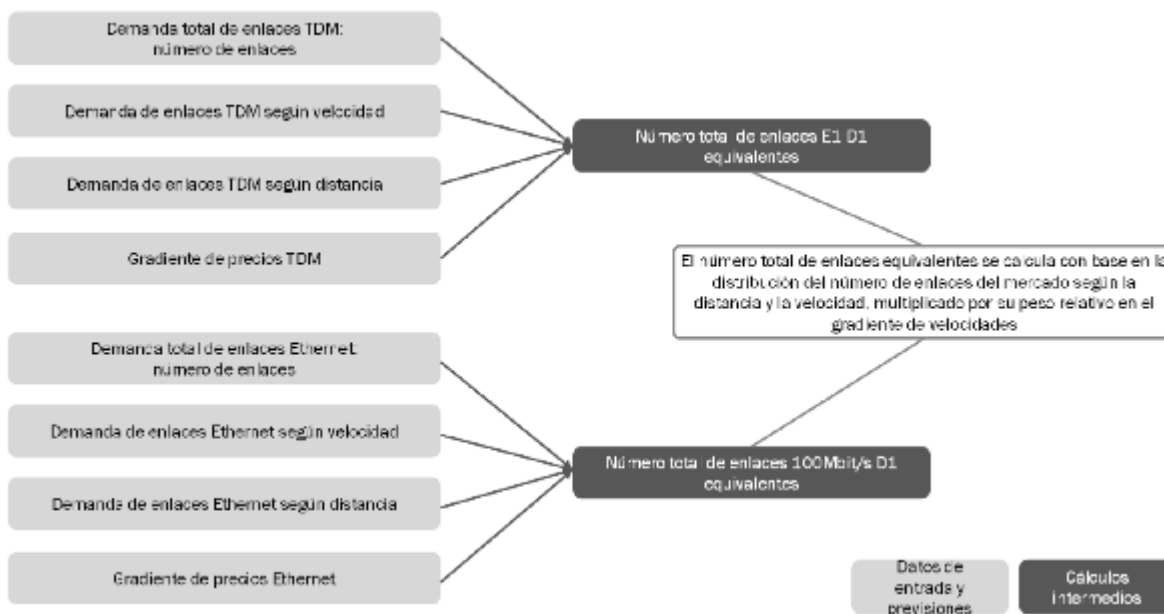 Demanda total de enlaces TDM:
número de enlaces
Demanda de enlaces TDM según velocidad
Demanda de enlaces TDM según distancia
Gradiente de precios TDM
Número total de enlaces E1 D1
equivalentes
El número total de enlaces equivalentes se calcula con base en la
distribución del número de enlaces del mercado según la
distancia y la velocidad, multiplicado por su peso relativo en el
gradiente de velocidades
Demanda total de enlaces Ethernet:
número de enlaces
Demanda de enlaces Ethernet según velocidad
Demanda de enlaces Ethernet según distancia
Gradiente de precios Ethernet
Número total de enlaces 100Mbit/s D1
equivalentes
Datos de
entrada y
previsiones
Cálculos
intermedios